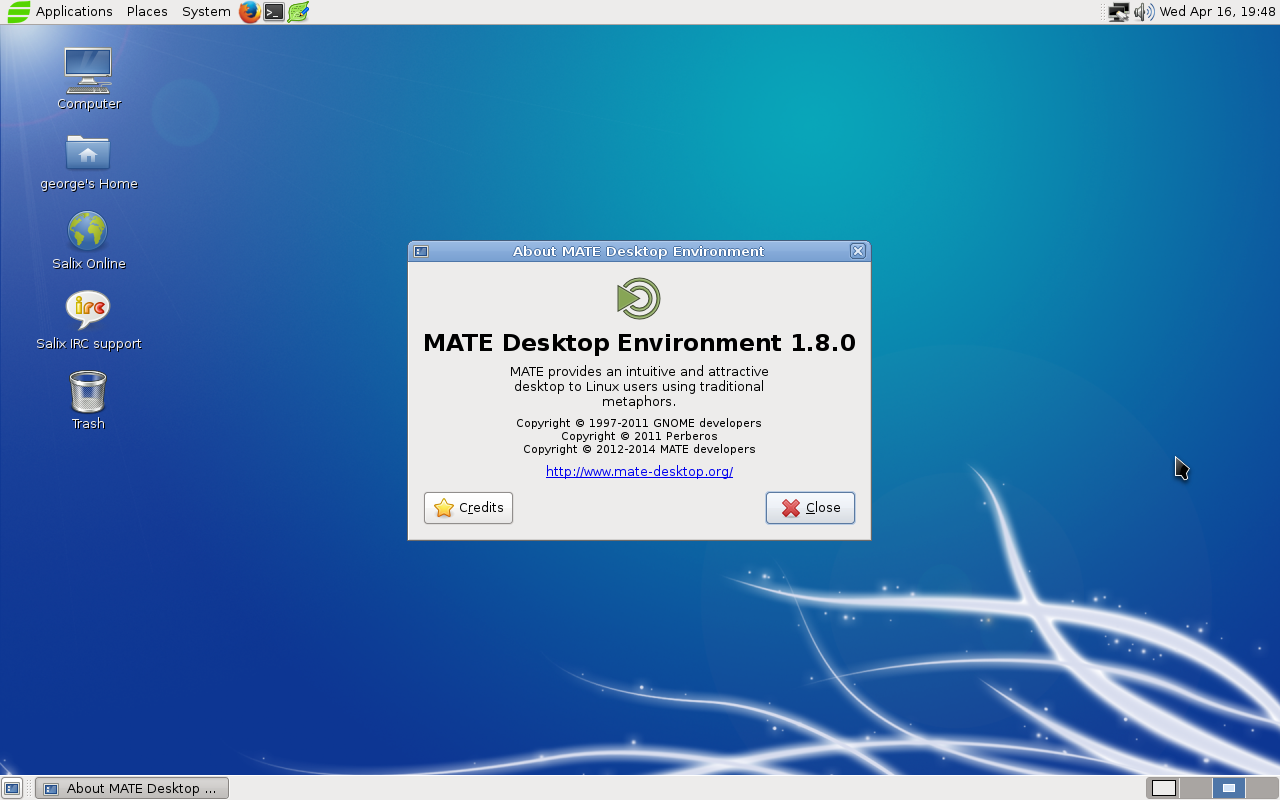 Applications Places System
Wed Apr 16, 19:48
Computer
george's Home
Salix Online
irc
Salix IRC support
Trash
About MATE Desktop Environment
MATE Desktop Environment 1.8.0
MATE provides an intuitive and attractive
desktop to Linux users using traditional
metaphors.
Copyright © 1997-2011 GNOME developers
Copyright © 2011 Perberos
Copyright © 2012-2014 MATE developers
http://www.mate-desktop.org/
Credits
Close
About MATE Desktop ...